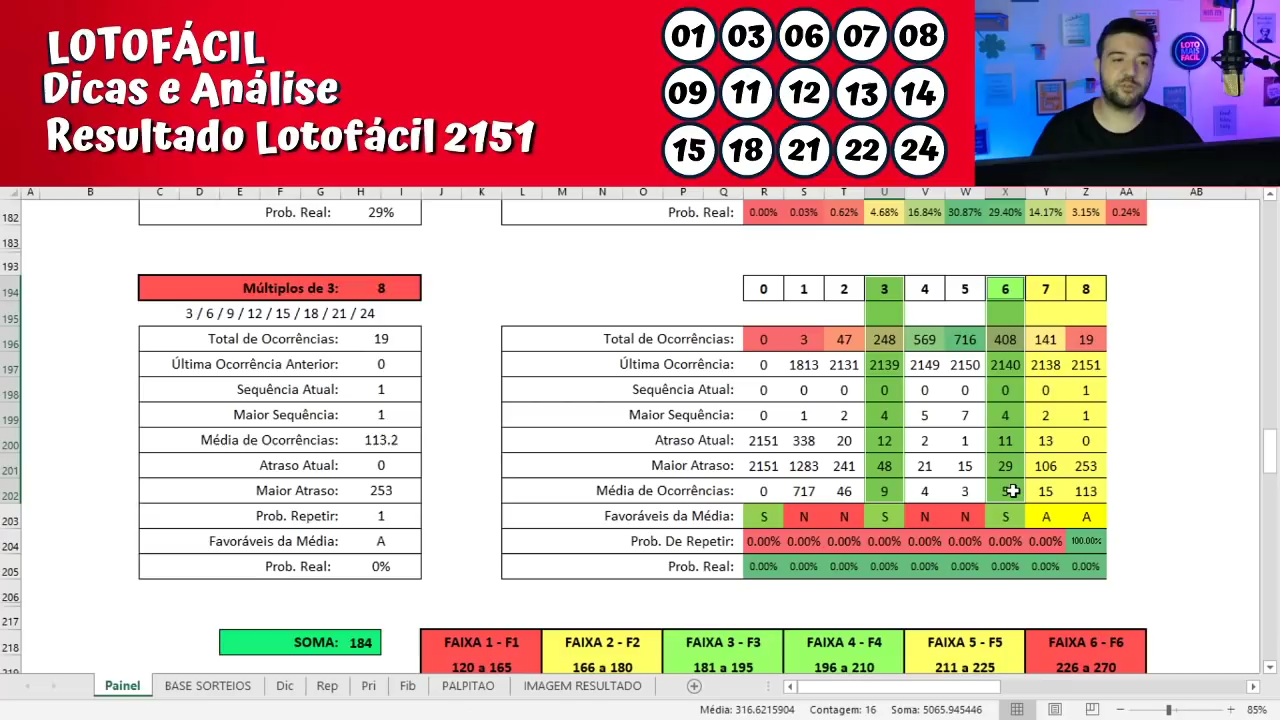 LOTOFÁCIL
Dicas e Análise
Resultado Lotofácil 2151
01 03 06 07 08
09 11 12 13 14
15 18 21 22 24
LOTO MAIS FÁCIL
A B C D E F G H I J K L M N O P Q R S T U V W X Y Z AA AB
182 Prob. Real: 29% Prob. Real: 0.00% 0.03% 0.62% 4.68% 16.84% 30.87% 29.40% 14.17% 3.15% 0.24%
183
193
194 Múltiplos de 3: 8 0 1 2 3 4 5 6 7 8
195 3 / 6 / 9 / 12 / 15 / 18 / 21 / 24
196 Total de Ocorrências: 19 Total de Ocorrências: 0 3 47 248 569 716 408 141 19
197 Última Ocorrência Anterior: 0 Última Ocorrência: 0 1813 2131 2139 2149 2150 2140 2138 2151
198 Sequência Atual: 1 Sequência Atual: 0 0 0 0 0 0 0 0 1
199 Maior Sequência: 1 Maior Sequência: 0 1 2 4 5 7 4 2 1
200 Média de Ocorrências: 113.2 Atraso Atual: 2151 338 20 12 2 1 11 13 0
201 Atraso Atual: 0 Maior Atraso: 2151 1283 241 48 21 15 29 106 253
202 Maior Atraso: 253 Média de Ocorrências: 0 717 46 9 4 3 5 15 113
203 Prob. Repetir: 1 Favoráveis da Média: S N N S N N S A A
204 Favoráveis da Média: A Prob. De Repetir: 0.00% 0.00% 0.00% 0.00% 0.00% 0.00% 0.00% 0.00% 100.00%
205 Prob. Real: 0% Prob. Real: 0.00% 0.00% 0.00% 0.00% 0.00% 0.00% 0.00% 0.00% 0.00%
206
217
218 SOMA: 184 FAIXA 1 - F1 FAIXA 2 - F2 FAIXA 3 - F3 FAIXA 4 - F4 FAIXA 5 - F5 FAIXA 6 - F6
120 a 165 166 a 180 181 a 195 196 a 210 211 a 225 226 a 270
Painel BASE SORTEIOS Dic Rep Pri Fib PALPITAO IMAGEM RESULTADO
Média: 316.6215904 Contagem: 16 Soma: 5065.945446 85%